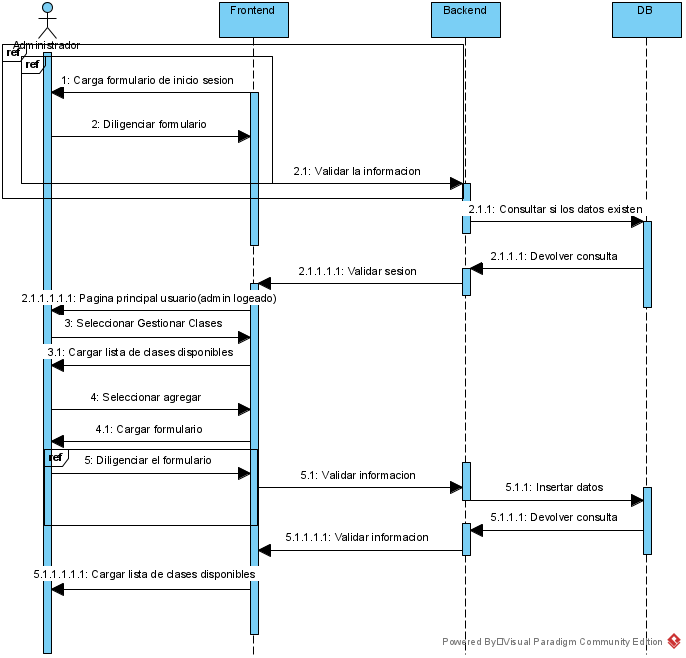 Frontend
Backend
DB
Administrador
ref
ref
1: Carga formulario de inicio sesion
2: Diligenciar formulario
2.1: Validar la informacion
2.1.1: Consultar si los datos existen
2.1.1.1: Devolver consulta
2.1.1.1.1: Validar sesion
2.1.1.1.1.1: Pagina principal usuario(admin logeado)
3: Seleccionar Gestionar Clases
3.1: Cargar lista de clases disponibles
4: Seleccionar agregar
4.1: Cargar formulario
ref
5: Diligenciar el formulario
5.1: Validar informacion
5.1.1: Insertar datos
5.1.1.1: Devolver consulta
5.1.1.1.1: Validar informacion
5.1.1.1.1.1: Cargar lista de clases disponibles
Powered By Visual Paradigm Community Edition